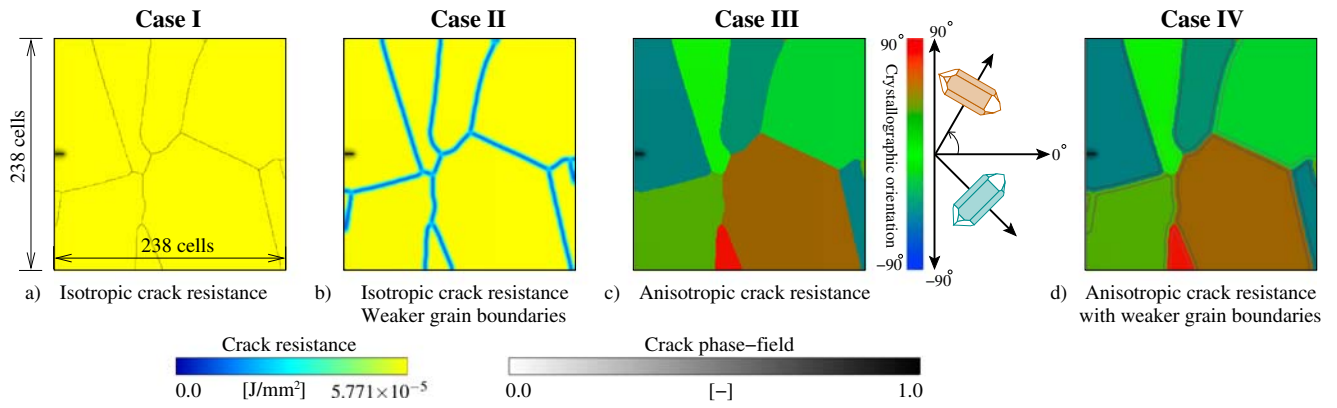 Case I
Case II
Case III
Case IV
238 cells
238 cells
90°
−90°
Crystallographic orientation
90°
0°
−90°
a) Isotropic crack resistance
b) Isotropic crack resistance
Weaker grain boundaries
c) Anisotropic crack resistance
d) Anisotropic crack resistance
with weaker grain boundaries
Crack resistance
0.0 [J/mm²] 5.771×10⁻⁵
Crack phase−field
0.0 [−] 1.0